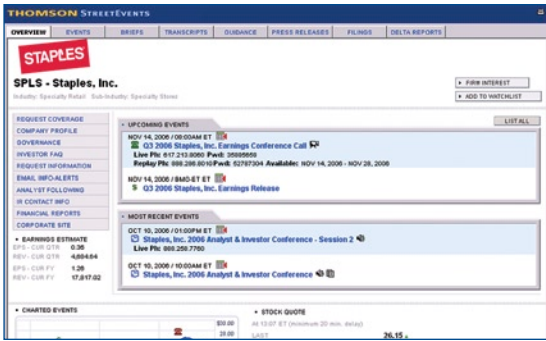 THOMSON STREETEVENTS
OVERVIEW EVENTS BRIEFS TRANSCRIPTS GUIDANCE PRESS RELEASES FILINGS DELTA REPORTS
STAPLES
SPLS - Staples, Inc.
Industry: Specialty Retail Sub-Industry: Specialty Stores
FIRM INTEREST
ADD TO WATCHLIST
REQUEST COVERAGE
COMPANY PROFILE
GOVERNANCE
INVESTOR FAQ
REQUEST INFORMATION
EMAIL INFO-ALERTS
ANALYST FOLLOWING
IR CONTACT INFO
FINANCIAL REPORTS
CORPORATE SITE
EARNINGS ESTIMATE
EPS - CUR QTR 0.36
REV - CUR QTR 4,804.64
EPS - CUR FY 1.26
REV - CUR FY 17,817.02
UPCOMING EVENTS
LIST ALL
NOV 14, 2006 / 08:00AM ET
Q3 2006 Staples, Inc. Earnings Conference Call
Live Ph: 617.213.8060 Pwd: 35885668
Replay Ph: 888.286.8010 Pwd: 62787304 Available: NOV 14, 2006 - NOV 28, 2006
NOV 14, 2006 / BMO-ET ET
Q3 2006 Staples, Inc. Earnings Release
MOST RECENT EVENTS
OCT 10, 2006 / 01:00PM ET
Staples, Inc. 2006 Analyst & Investor Conference - Session 2
Live Ph: 888.258.7760
OCT 10, 2006 / 10:00AM ET
Staples, Inc. 2006 Analyst & Investor Conference
CHARTED EVENTS
$30.00
28.00
STOCK QUOTE
At 13:07 ET (minimum 20 min. delay)
LAST 26.15